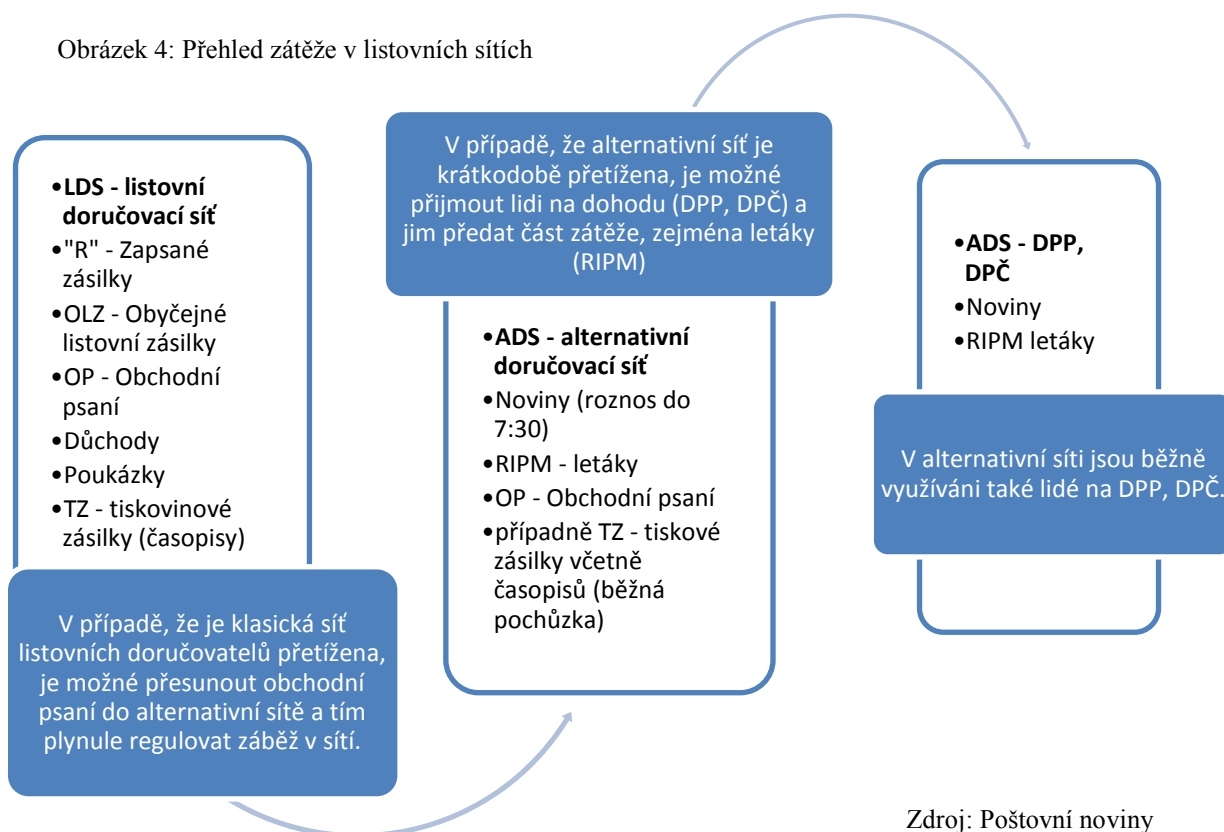 Obrázek 4: Přehled zátěže v listovních sítích
•LDS - listovní
doručovací síť
•"R" - Zapsané
zásilky
•OLZ - Obyčejné
listovní zásilky
•OP - Obchodní
psaní
•Důchody
•Poukázky
•TZ - tiskovinové
zásilky (časopisy)
V případě, že je klasická síť
listovních doručovatelů přetížena,
je možné přesunout obchodní
psaní do alternativní sítě a tím
plynule regulovat záběž v sítí.
V případě, že alternativní síť je
krátkodobě přetížena, je možné
přijmout lidi na dohodu (DPP, DPČ) a
jim předat část zátěže, zejména letáky
(RIPM)
•ADS - alternativní
doručovací síť
•Noviny (roznos do
7:30)
•RIPM - letáky
•OP - Obchodní psaní
•případně TZ - tiskové
zásilky včetně
časopisů (běžná
pochůzka)
•ADS - DPP,
DPČ
•Noviny
•RIPM letáky
V alternativní síti jsou běžně
využíváni také lidé na DPP, DPČ.
Zdroj: Poštovní noviny